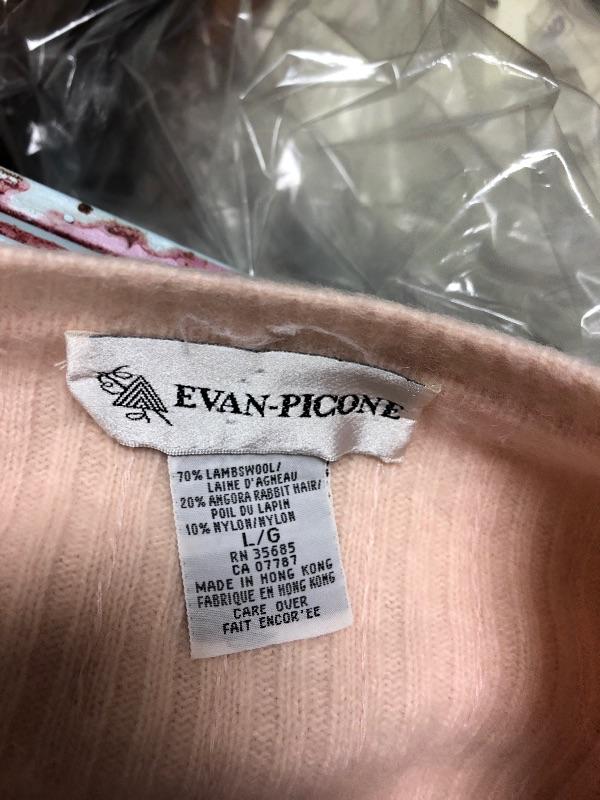 EVAN-PICONE
70% LAMBSWOOL/
LAINE D'AGNEAU
20% ANGORA RABBIT HAIR/
POIL DU LAPIN
10% NYLON/NYLON
L/G
RN 35685
CA 07787
MADE IN HONG KONG
FABRIQUE EN HONG KONG
CARE OVER
FAIT ENCOR'EE